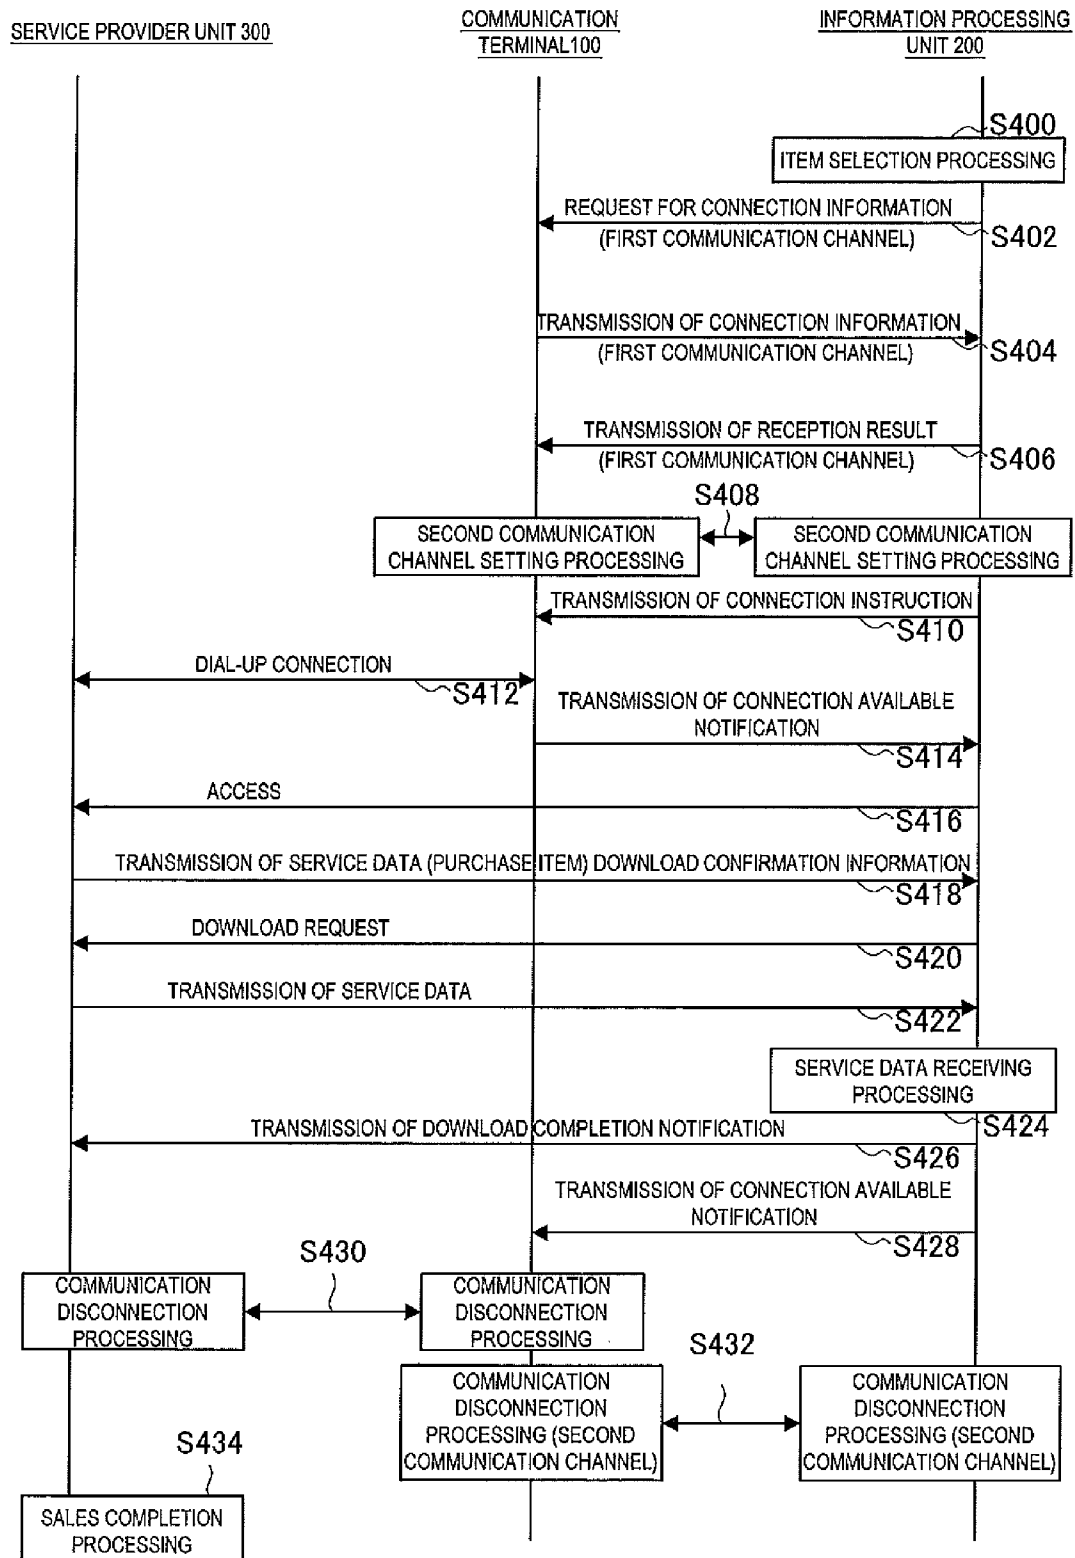 SERVICE PROVIDER UNIT 300
COMMUNICATION
TERMINAL100
INFORMATION PROCESSING
UNIT 200
S400
ITEM SELECTION PROCESSING
REQUEST FOR CONNECTION INFORMATION
(FIRST COMMUNICATION CHANNEL)
S402
TRANSMISSION OF CONNECTION INFORMATION
(FIRST COMMUNICATION CHANNEL)
S404
TRANSMISSION OF RECEPTION RESULT
(FIRST COMMUNICATION CHANNEL)
S406
S408
SECOND COMMUNICATION
CHANNEL SETTING PROCESSING
SECOND COMMUNICATION
CHANNEL SETTING PROCESSING
TRANSMISSION OF CONNECTION INSTRUCTION
S410
DIAL-UP CONNECTION
S412
TRANSMISSION OF CONNECTION AVAILABLE
NOTIFICATION
S414
ACCESS
S416
TRANSMISSION OF SERVICE DATA (PURCHASE ITEM) DOWNLOAD CONFIRMATION INFORMATION
S418
DOWNLOAD REQUEST
S420
TRANSMISSION OF SERVICE DATA
S422
SERVICE DATA RECEIVING
PROCESSING
S424
TRANSMISSION OF DOWNLOAD COMPLETION NOTIFICATION
S426
TRANSMISSION OF CONNECTION AVAILABLE
NOTIFICATION
S428
S430
COMMUNICATION
DISCONNECTION
PROCESSING
COMMUNICATION
DISCONNECTION
PROCESSING
S432
COMMUNICATION
DISCONNECTION
PROCESSING (SECOND
COMMUNICATION CHANNEL)
COMMUNICATION
DISCONNECTION
PROCESSING (SECOND
COMMUNICATION CHANNEL)
S434
SALES COMPLETION
PROCESSING